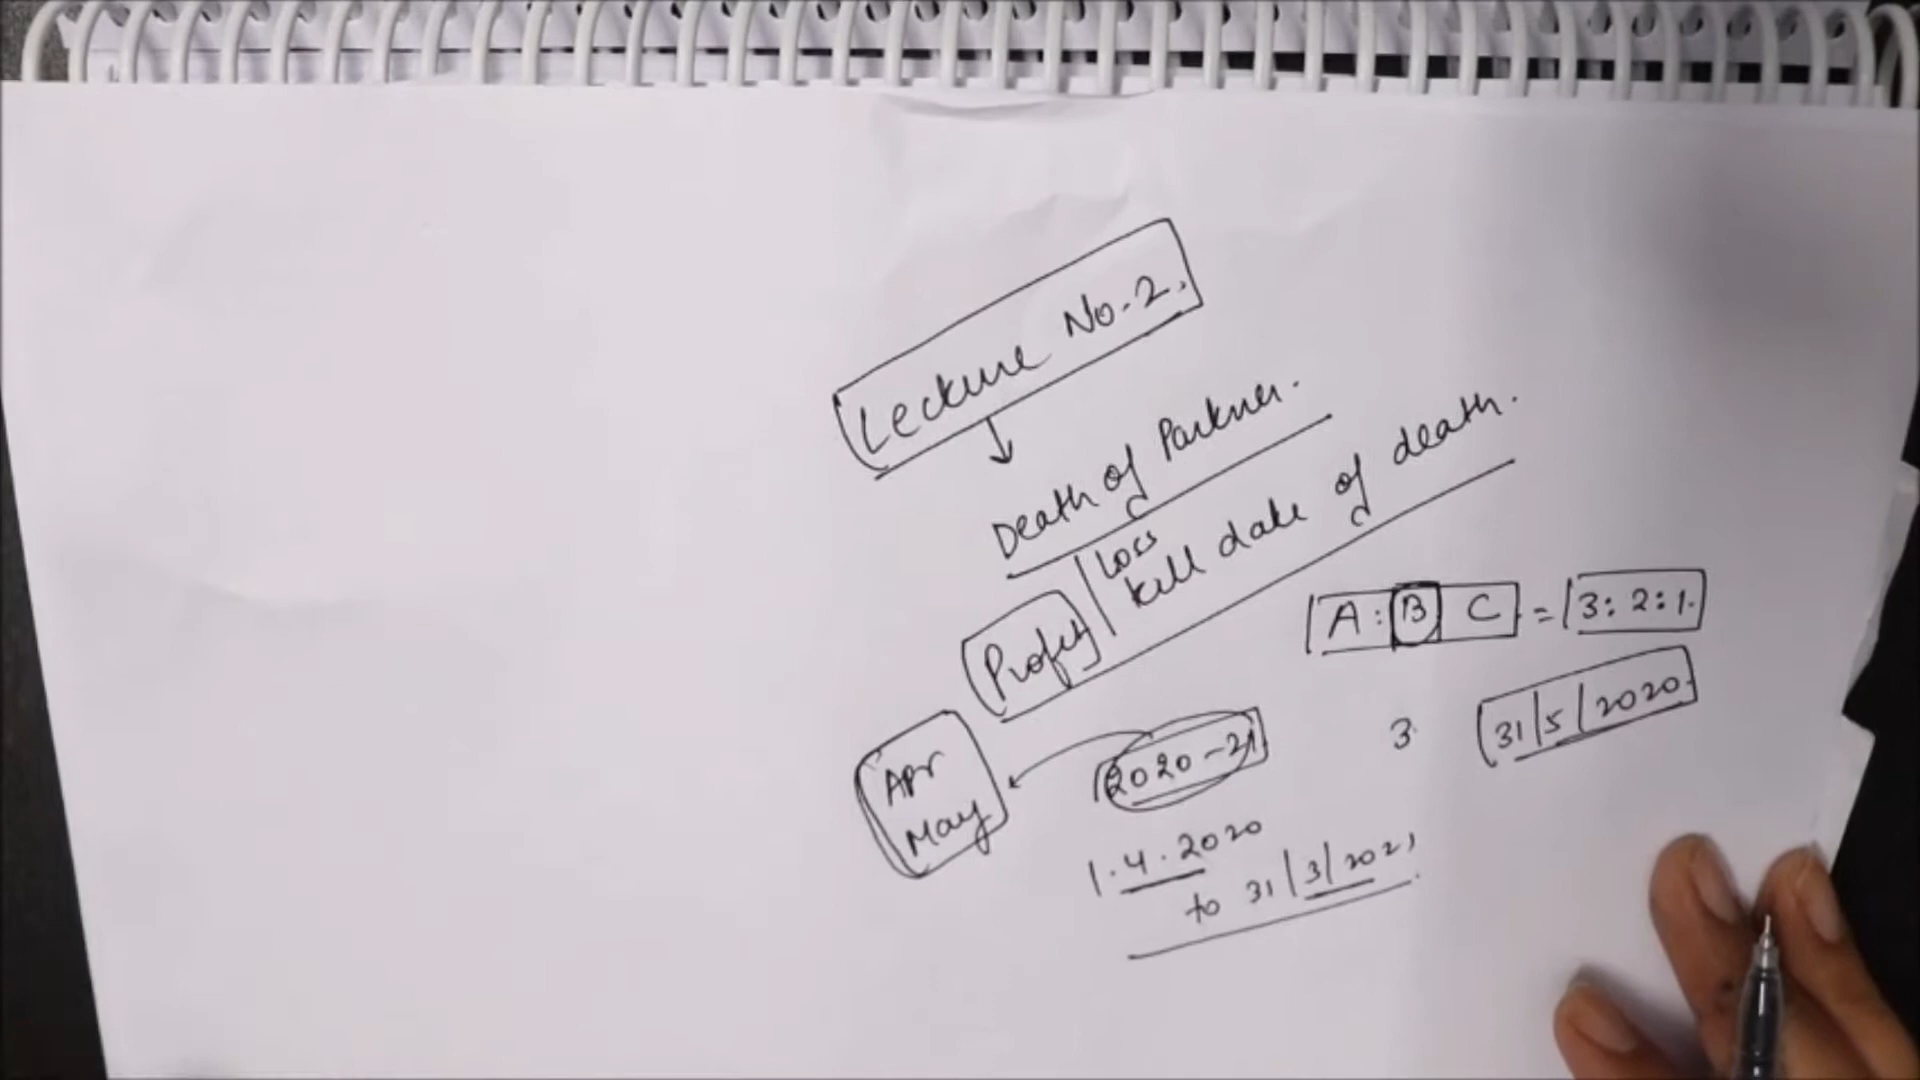 Lecture No-2.
Death of Partner.
Profit / Loss till date of death.
A : B C = 3 : 2 : 1.
3 31/5/2020.
2020-21
Apr
May
1.4.2020
to 31/3/2021